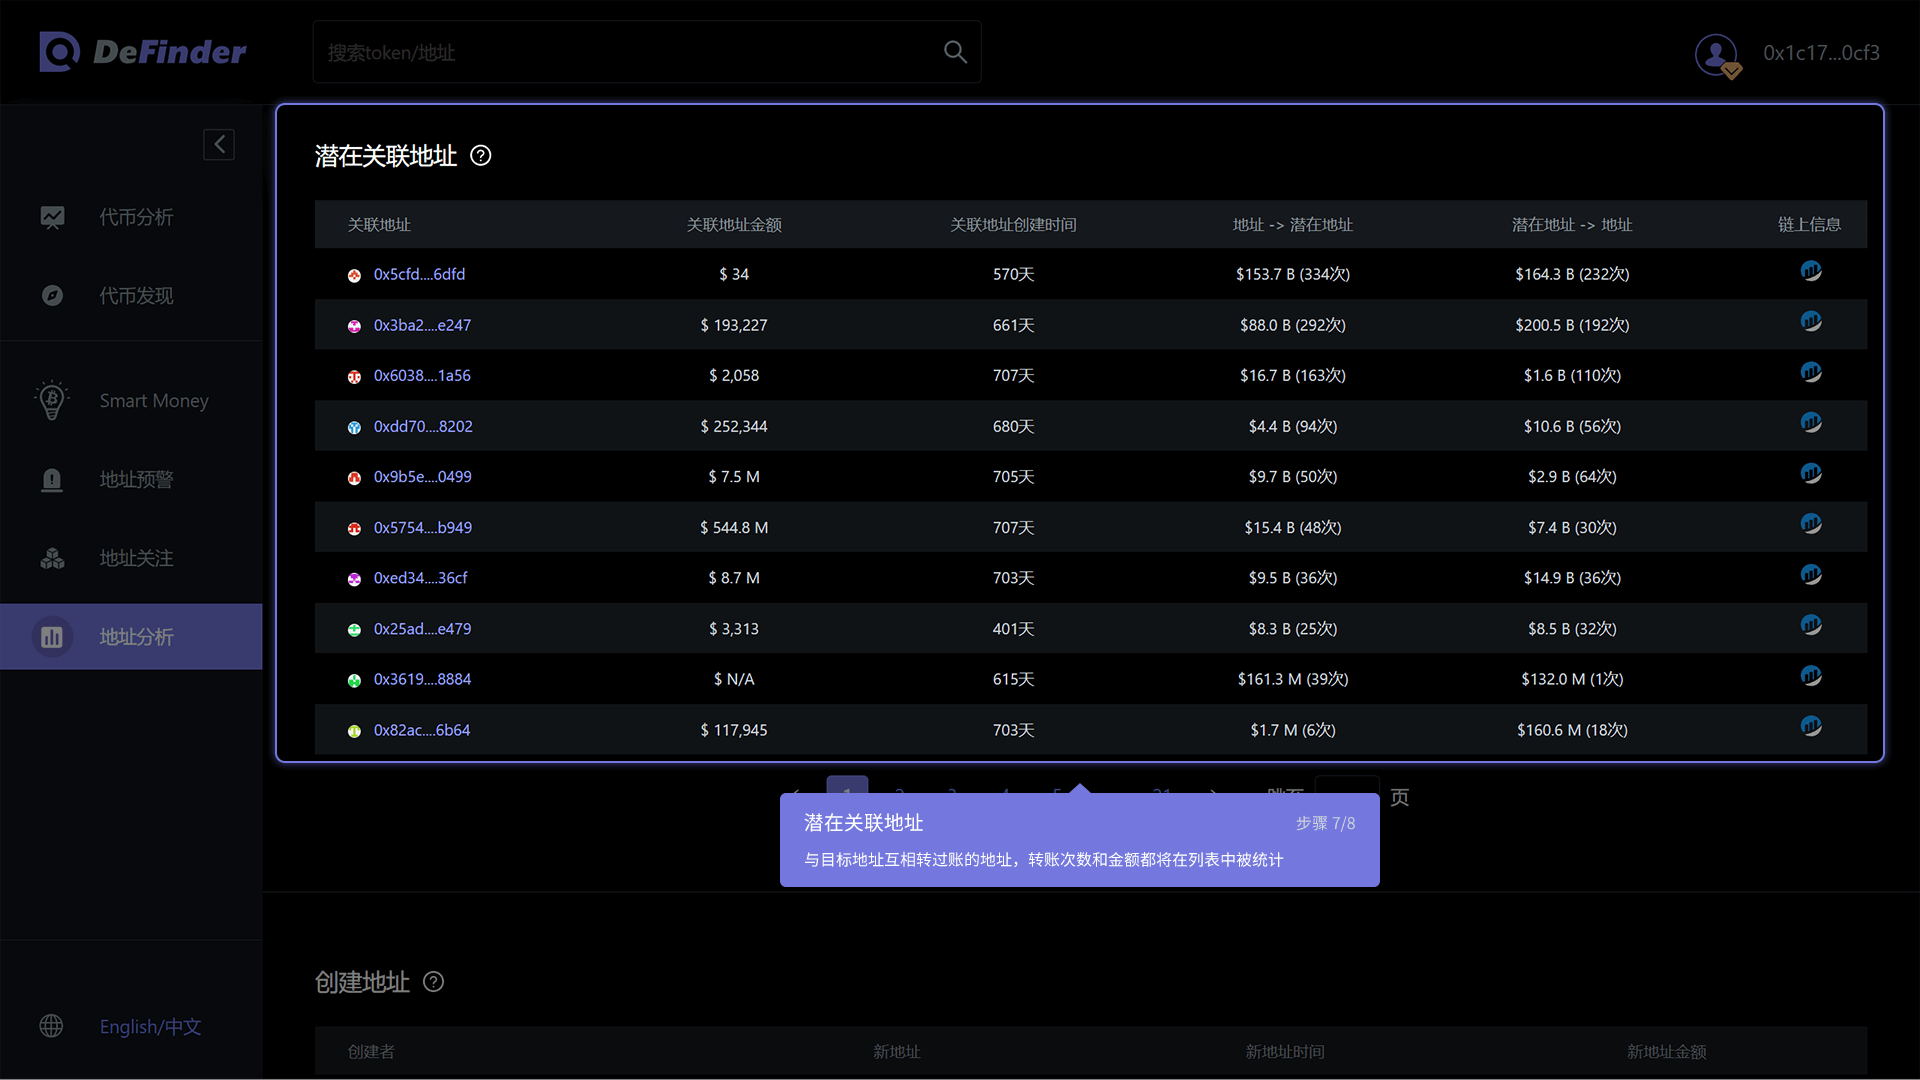 DeFinder
搜索token/地址
0x1c17...0cf3
代币分析
代币发现
Smart Money
地址预警
地址关注
地址分析
English/中文
潜在关联地址
关联地址 关联地址金额 关联地址创建时间 地址 -> 潜在地址 潜在地址 -> 地址 链上信息
0x5cfd....6dfd $ 34 570天 $153.7 B (334次) $164.3 B (232次)
0x3ba2....e247 $ 193,227 661天 $88.0 B (292次) $200.5 B (192次)
0x6038....1a56 $ 2,058 707天 $16.7 B (163次) $1.6 B (110次)
0xdd70....8202 $ 252,344 680天 $4.4 B (94次) $10.6 B (56次)
0x9b5e....0499 $ 7.5 M 705天 $9.7 B (50次) $2.9 B (64次)
0x5754....b949 $ 544.8 M 707天 $15.4 B (48次) $7.4 B (30次)
0xed34....36cf $ 8.7 M 703天 $9.5 B (36次) $14.9 B (36次)
0x25ad....e479 $ 3,313 401天 $8.3 B (25次) $8.5 B (32次)
0x3619....8884 $ N/A 615天 $161.3 M (39次) $132.0 M (1次)
0x82ac....6b64 $ 117,945 703天 $1.7 M (6次) $160.6 M (18次)
页
潜在关联地址 步骤 7/8
与目标地址互相转过账的地址，转账次数和金额都将在列表中被统计
创建地址
创建者 新地址 新地址时间 新地址金额